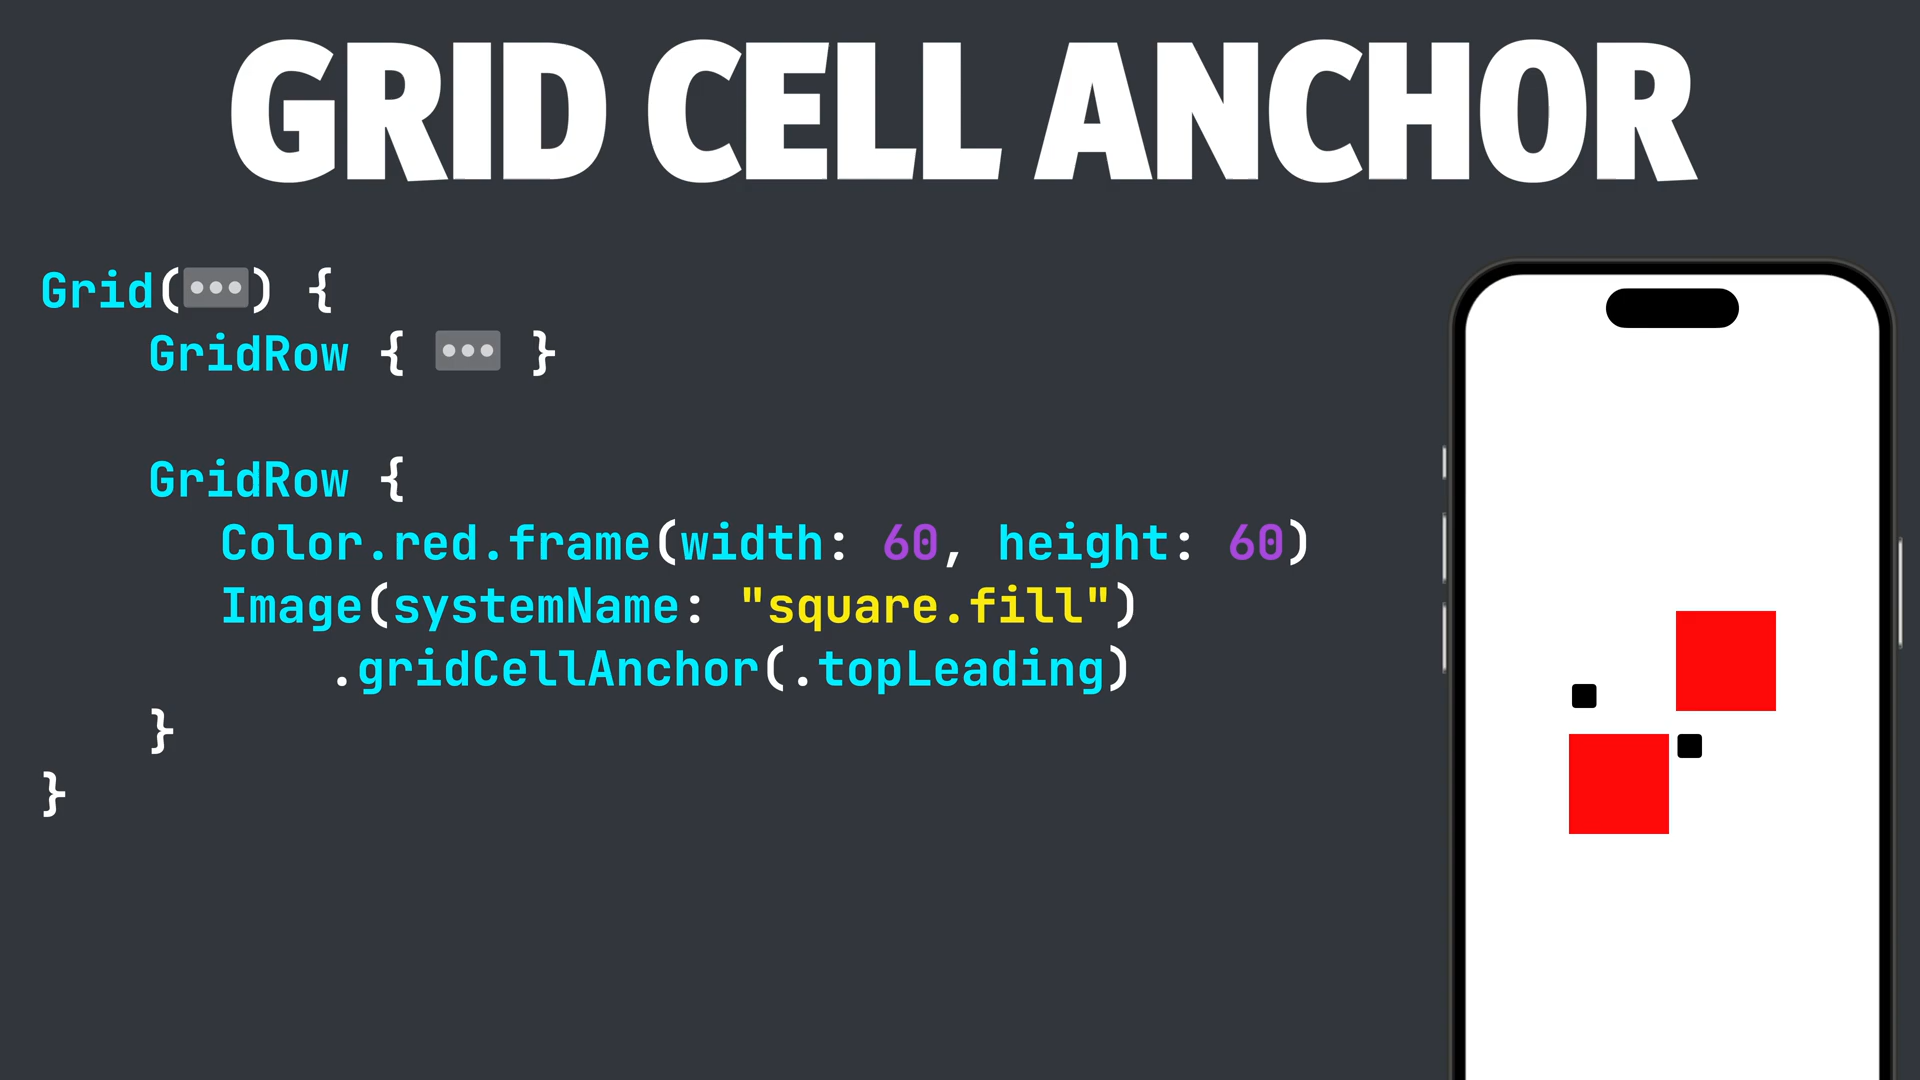 GRID CELL ANCHOR
Grid(•••) {
    GridRow { ••• }

    GridRow {
       Color.red.frame(width: 60, height: 60)
       Image(systemName: "square.fill")
            .gridCellAnchor(.topLeading)
    }
}